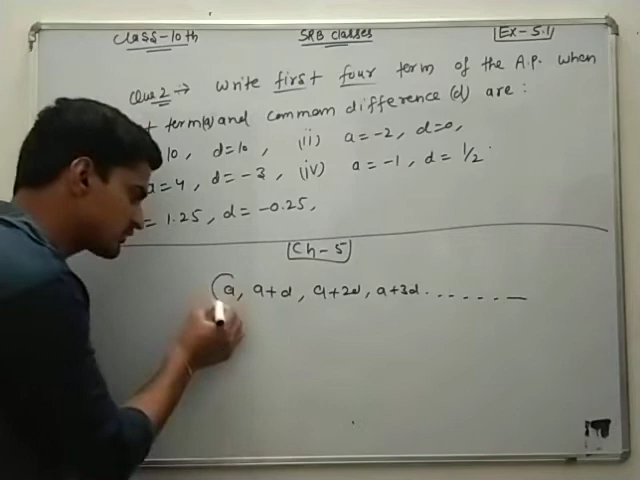 Class-10th SRB classes Ex-5.1
Ques 2 → Write first four term of the A.P. when
t term(a) and common difference (d) are :
10, d=10, (ii) a=-2, d=0,
a=4, d=-3, (iv) a=-1, d=1/2.
= 1.25, d= -0.25,
Ch-5
(a, a+d, a+2d, a+3d.......